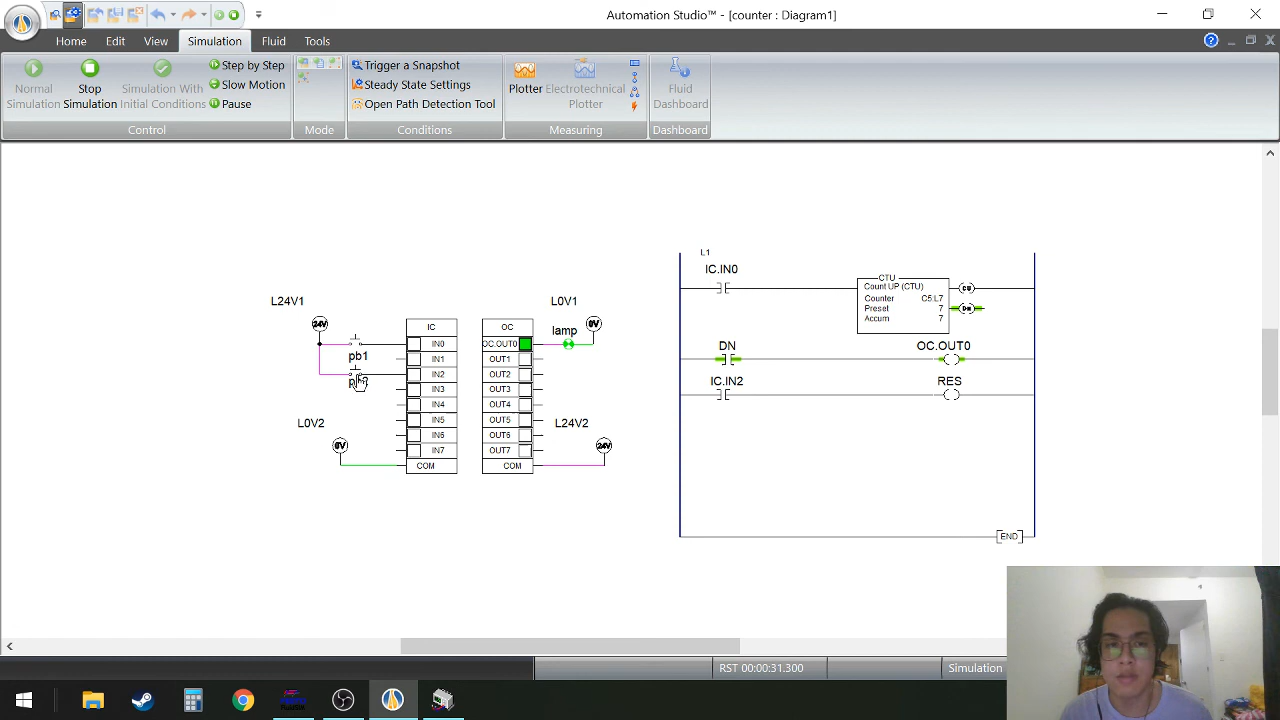 Automation Studio™ - [counter : Diagram1]
Home Edit View Simulation Fluid Tools
Normal Simulation
Stop Simulation
Simulation With Initial Conditions
Step by Step
Slow Motion
Pause
Control
Mode
Trigger a Snapshot
Steady State Settings
Open Path Detection Tool
Conditions
Plotter
Electrotechnical Plotter
Measuring
Fluid Dashboard
Dashboard
L24V1
24V
pb1
L0V2
0V
IC
IN0
IN1
IN2
IN3
IN4
IN5
IN6
IN7
COM
OC
OC.OUT0
OUT1
OUT2
OUT3
OUT4
OUT5
OUT6
OUT7
COM
L0V1
0V
lamp
L24V2
24V
L1
IC.IN0
CTU
Count UP (CTU)
Counter C5.L7
Preset 7
Accum 7
CU
DN
DN
OC.OUT0
IC.IN2
RES
END
RST 00:00:31.300
Simulation